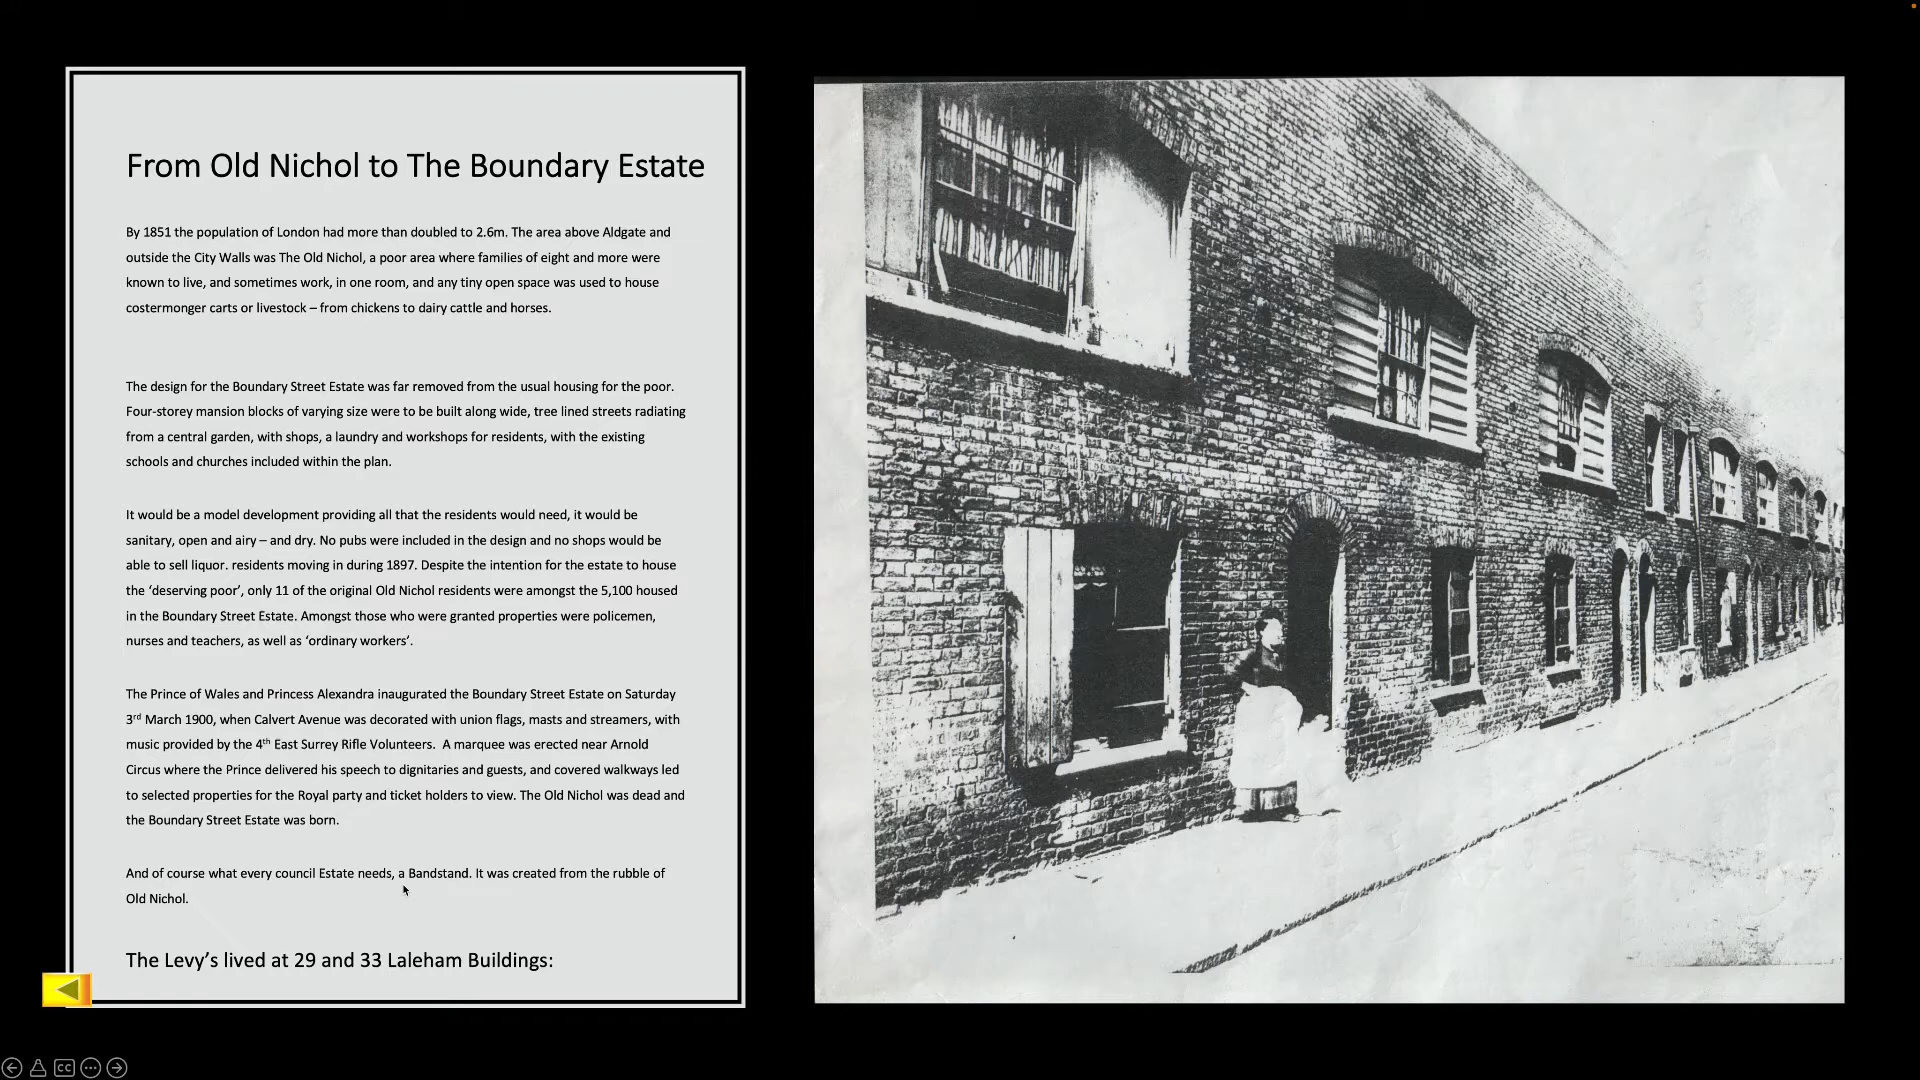 From Old Nichol to The Boundary Estate
By 1851 the population of London had more than doubled to 2.6m. The area above Aldgate and
outside the City Walls was The Old Nichol, a poor area where families of eight and more were
known to live, and sometimes work, in one room, and any tiny open space was used to house
costermonger carts or livestock – from chickens to dairy cattle and horses.
The design for the Boundary Street Estate was far removed from the usual housing for the poor.
Four-storey mansion blocks of varying size were to be built along wide, tree lined streets radiating
from a central garden, with shops, a laundry and workshops for residents, with the existing
schools and churches included within the plan.
It would be a model development providing all that the residents would need, it would be
sanitary, open and airy – and dry. No pubs were included in the design and no shops would be
able to sell liquor. residents moving in during 1897. Despite the intention for the estate to house
the ‘deserving poor’, only 11 of the original Old Nichol residents were amongst the 5,100 housed
in the Boundary Street Estate. Amongst those who were granted properties were policemen,
nurses and teachers, as well as ‘ordinary workers’.
The Prince of Wales and Princess Alexandra inaugurated the Boundary Street Estate on Saturday
3rd March 1900, when Calvert Avenue was decorated with union flags, masts and streamers, with
music provided by the 4th East Surrey Rifle Volunteers.  A marquee was erected near Arnold
Circus where the Prince delivered his speech to dignitaries and guests, and covered walkways led
to selected properties for the Royal party and ticket holders to view. The Old Nichol was dead and
the Boundary Street Estate was born.
And of course what every council Estate needs, a Bandstand. It was created from the rubble of
Old Nichol.
The Levy’s lived at 29 and 33 Laleham Buildings:
CC